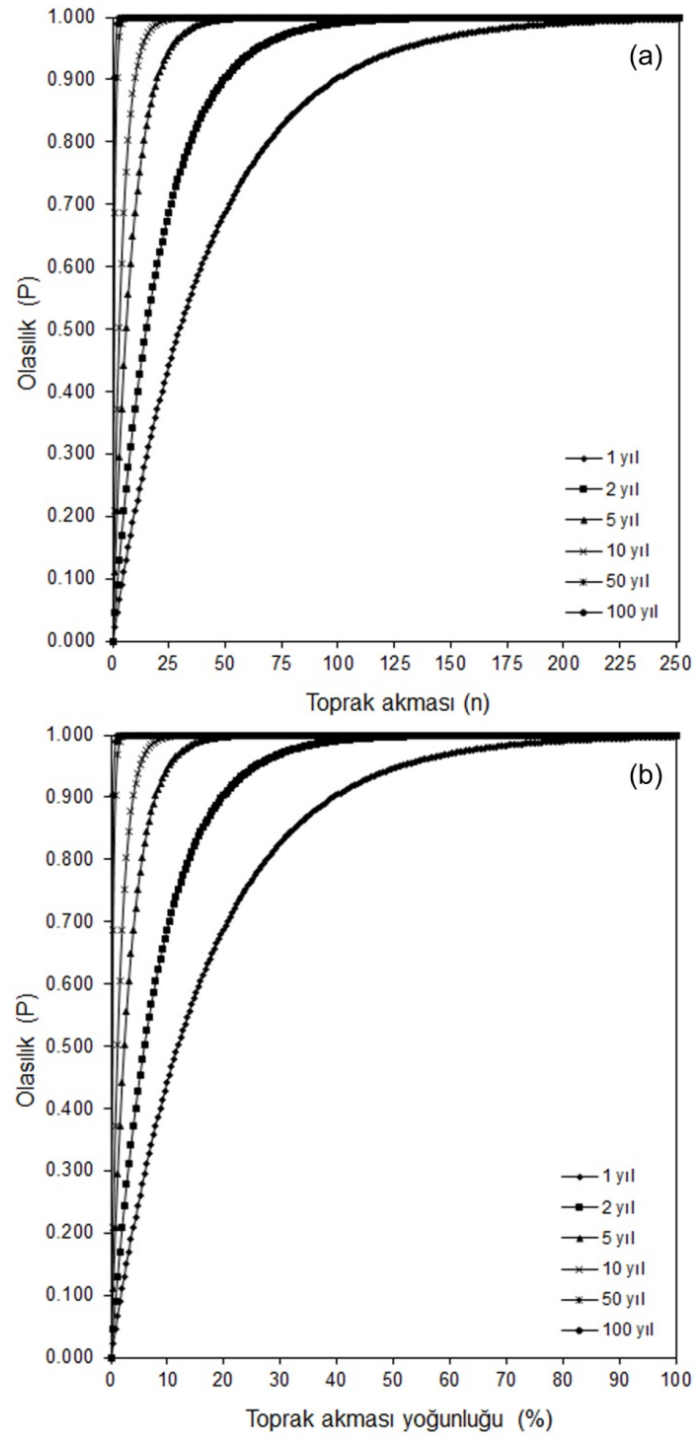 (a)
1.000
0.900
0.800
0.700
0.600
0.500
0.400
0.300
0.200
0.100
0.000
Olasılık (P)
1 yıl
2 yıl
5 yıl
10 yıl
50 yıl
100 yıl
0 25 50 75 100 125 150 175 200 225 250
Toprak akması (n)
(b)
1.000
0.900
0.800
0.700
0.600
0.500
0.400
0.300
0.200
0.100
0.000
Olasılık (P)
1 yıl
2 yıl
5 yıl
10 yıl
50 yıl
100 yıl
0 10 20 30 40 50 60 70 80 90 100
Toprak akması yoğunluğu (%)